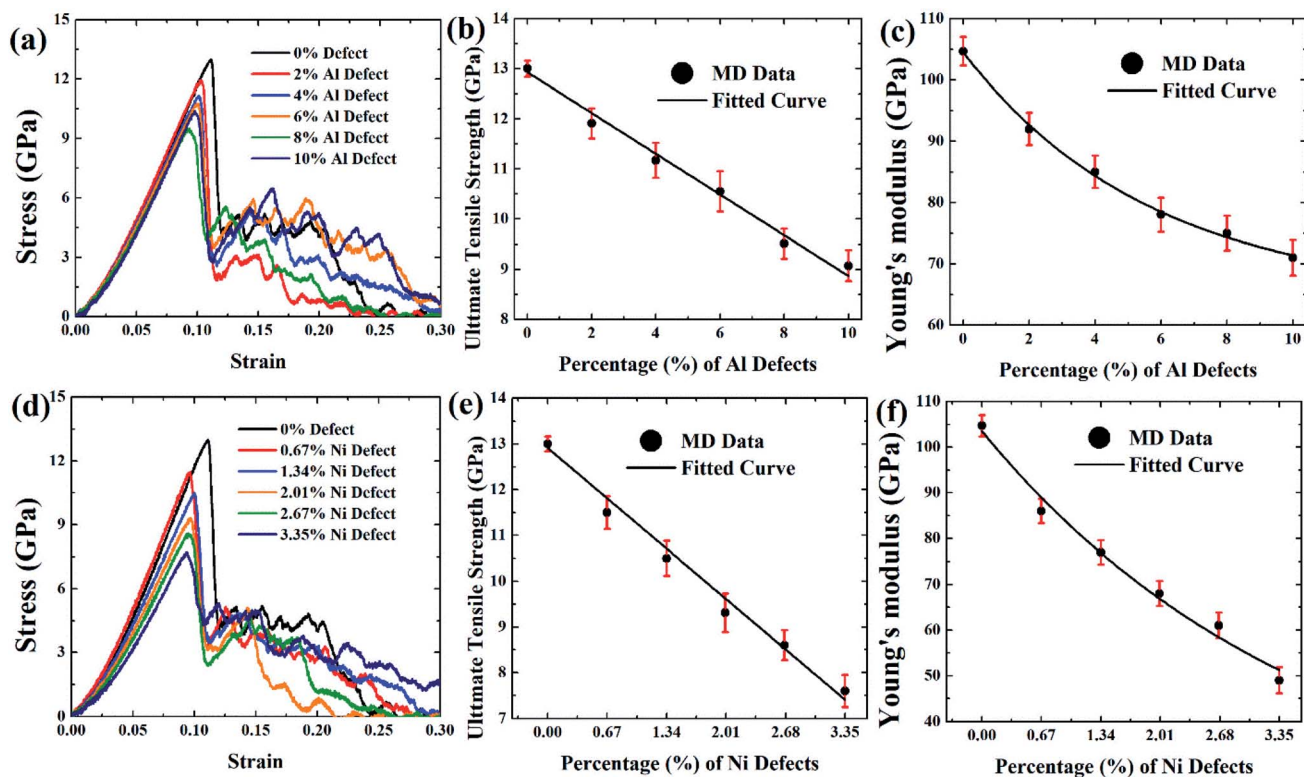 (a)
Stress (GPa)
15
12
9
6
3
0
0% Defect
2% Al Defect
4% Al Defect
6% Al Defect
8% Al Defect
10% Al Defect
0.00 0.05 0.10 0.15 0.20 0.25 0.30
Strain
(b)
Ulttmate Tensile Strength (GPa)
14
13
12
11
10
9
8
MD Data
Fitted Curve
0 2 4 6 8 10
Percentage (%) of Al Defects
(c)
Young's modulus (GPa)
110
100
90
80
70
60
MD Data
Fitted Curve
0 2 4 6 8 10
Percentage (%) of Al Defects
(d)
Stress (GPa)
15
12
9
6
3
0
0% Defect
0.67% Ni Defect
1.34% Ni Defect
2.01% Ni Defect
2.67% Ni Defect
3.35% Ni Defect
0.00 0.05 0.10 0.15 0.20 0.25 0.30
Strain
(e)
Ulttmate Tensile Strength (GPa)
14
13
12
11
10
9
8
7
MD Data
Fitted Curve
0.00 0.67 1.34 2.01 2.68 3.35
Percentage (%) of Ni Defects
(f)
Young's modulus (GPa)
110
100
90
80
70
60
50
40
MD Data
Fitted Curve
0.00 0.67 1.34 2.01 2.68 3.35
Percentage (%) of Ni Defects